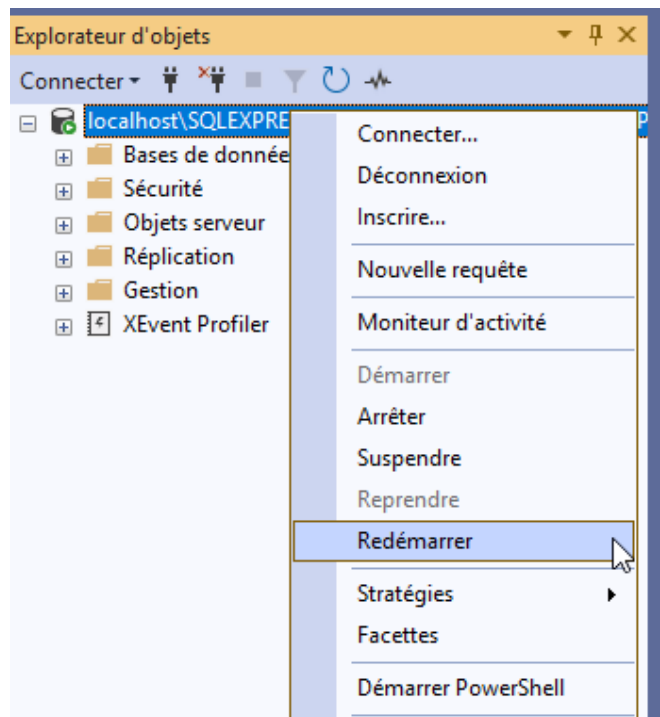 Explorateur d'objets
Connecter
localhost\SQLEXPRE
Bases de donnée
Sécurité
Objets serveur
Réplication
Gestion
XEvent Profiler
P
Connecter...
Déconnexion
Inscrire...
Nouvelle requête
Moniteur d'activité
Démarrer
Arrêter
Suspendre
Reprendre
Redémarrer
Stratégies
Facettes
Démarrer PowerShell